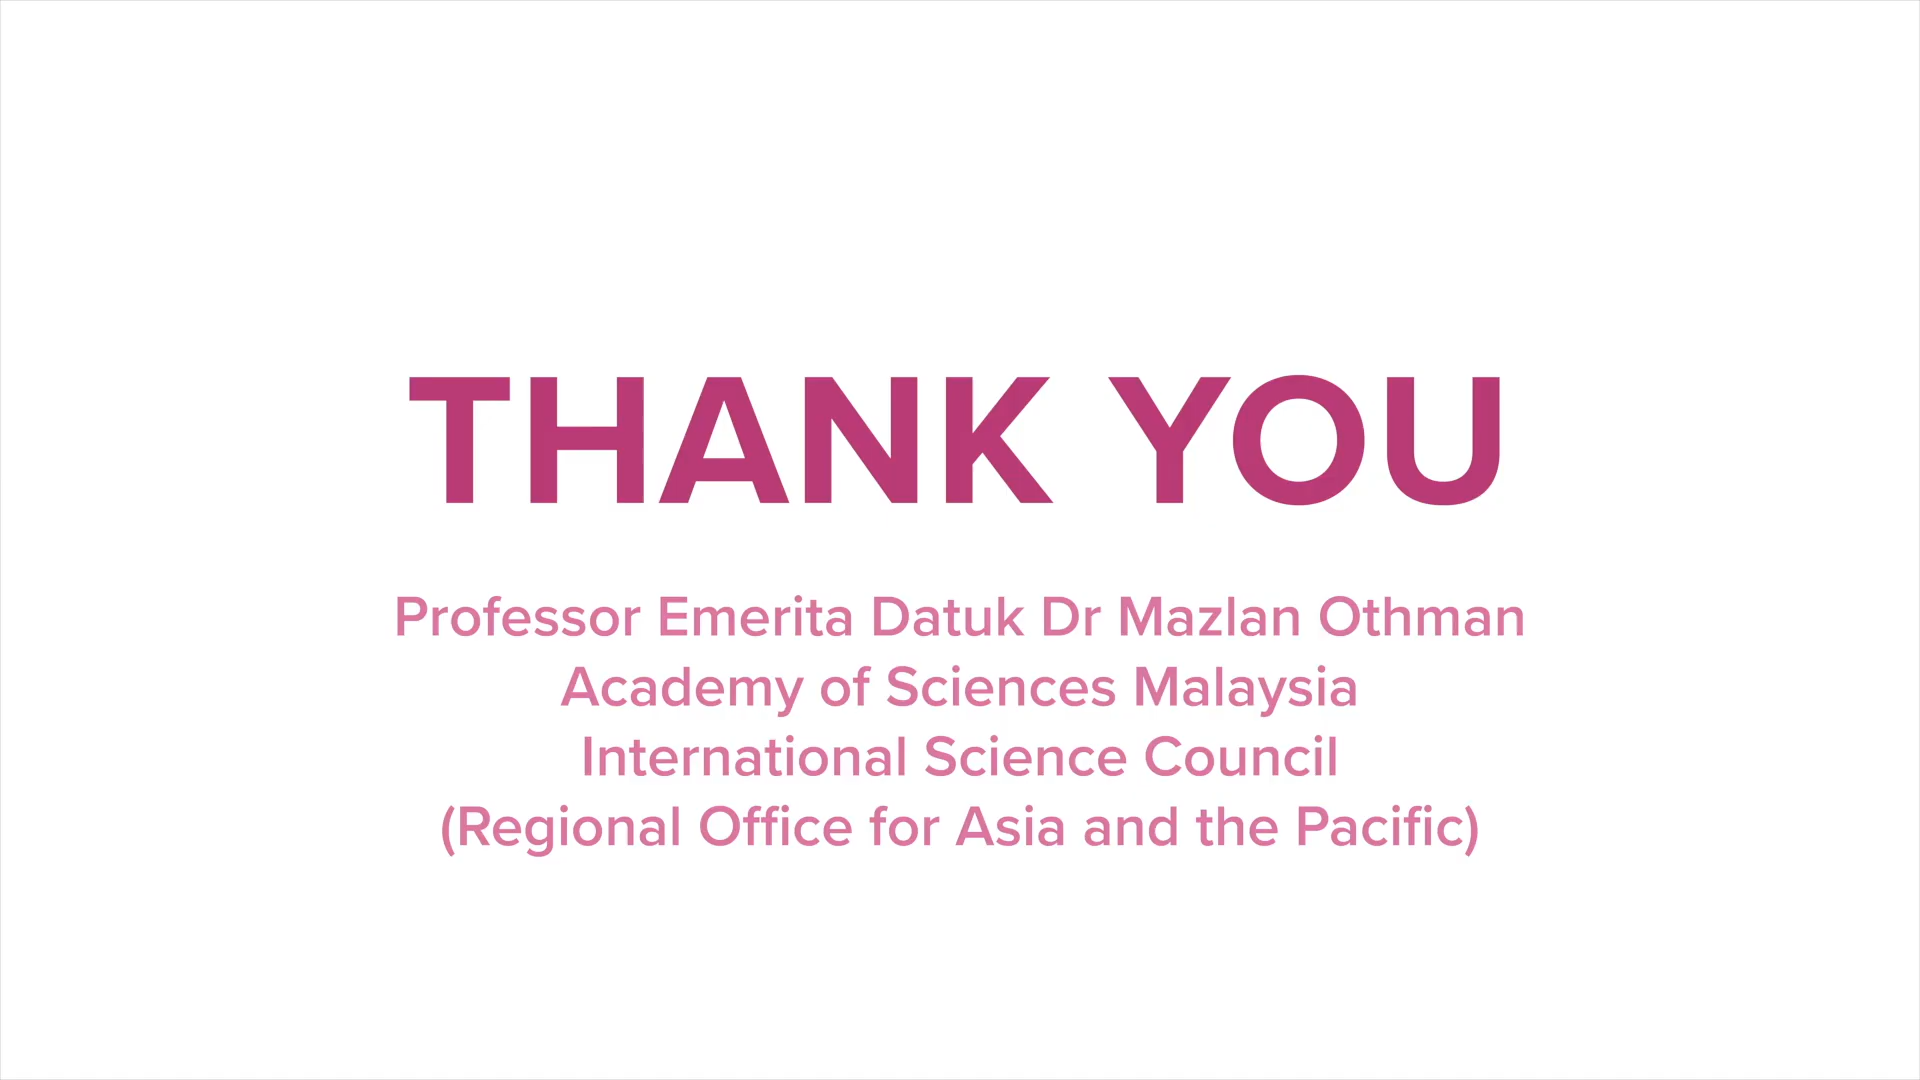 THANK YOU
Professor Emerita Datuk Dr Mazlan Othman
Academy of Sciences Malaysia
International Science Council
(Regional Office for Asia and the Pacific)